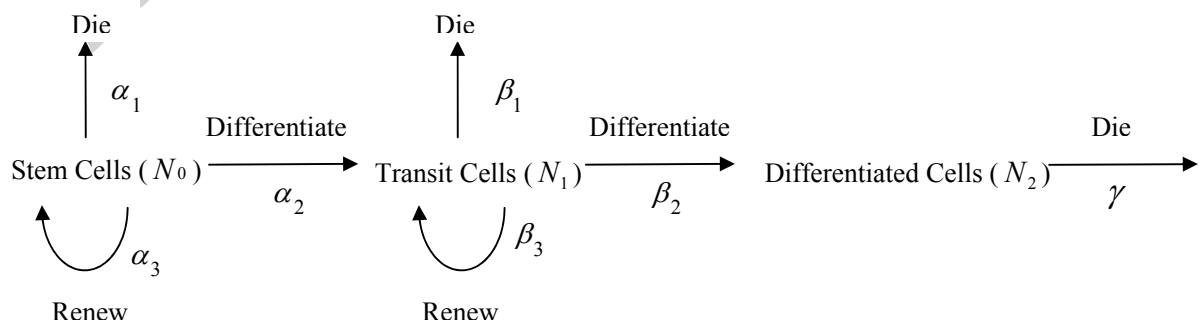 Die Die
α1 β1
Differentiate Differentiate Die
Stem Cells (N0) Transit Cells (N1) Differentiated Cells (N2)
α2 β2 γ
α3 β3
Renew Renew